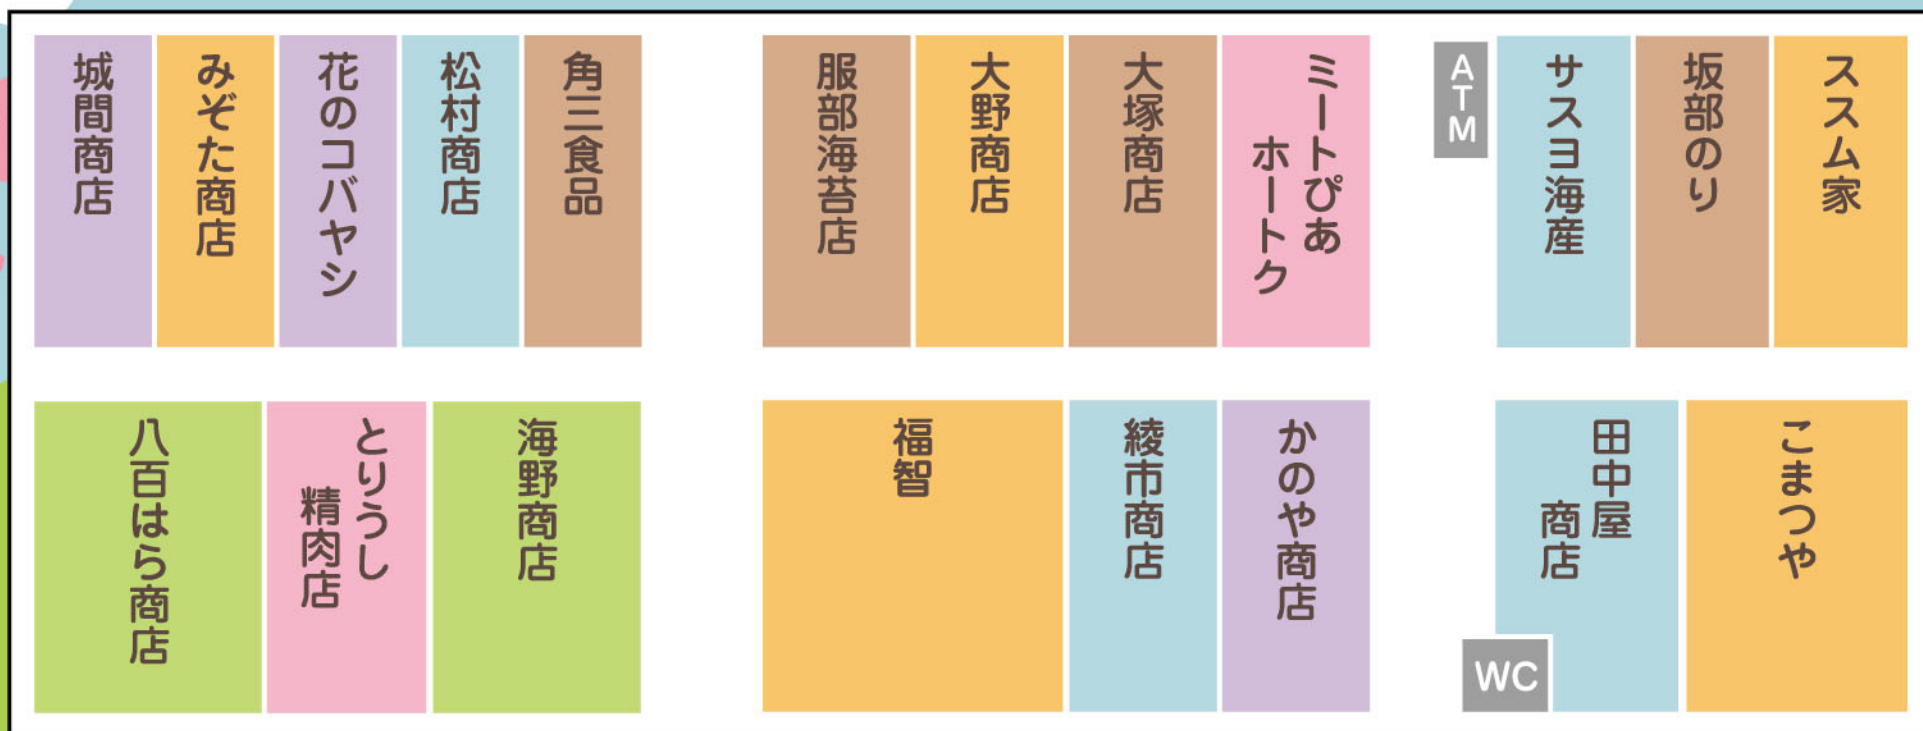 城間商店
みぞた商店
花のコバヤシ
松村商店
角三食品
服部海苔店
大野商店
大塚商店
ミートぴあ
ホートク
ATM
サスヨ海産
坂部のり
ススム家
八百はら商店
とりうし
精肉店
海野商店
福智
綾市商店
かのや商店
田中屋
商店
WC
こまつや